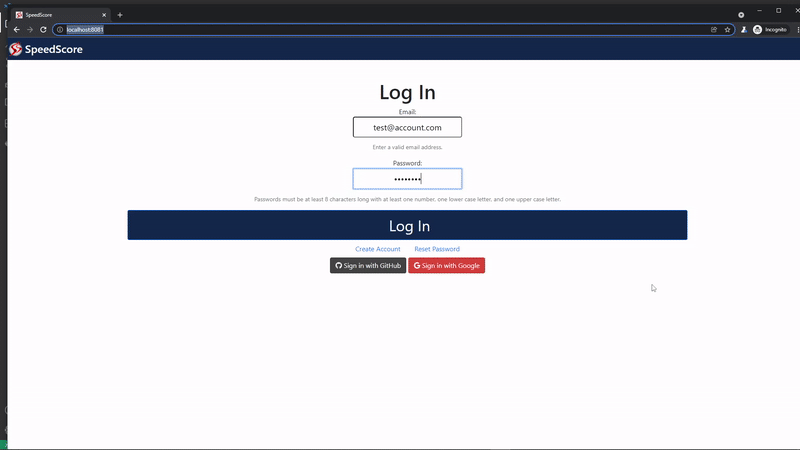 SpeedScore
localhost:8081
Incognito
SpeedScore
Log In
Email:
test@account.com
Enter a valid email address.
Password:
••••••••
Passwords must be at least 8 characters long with at least one number, one lower case letter, and one upper case letter.
Log In
Create Account Reset Password
Sign in with GitHub Sign in with Google